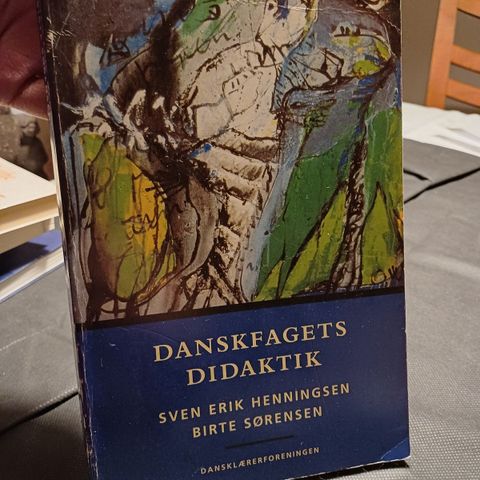 DANSKFAGETS
DIDAKTIK
SVEN ERIK HENNINGSEN
BIRTE SØRENSEN
DANSKLÆRERFORENINGEN